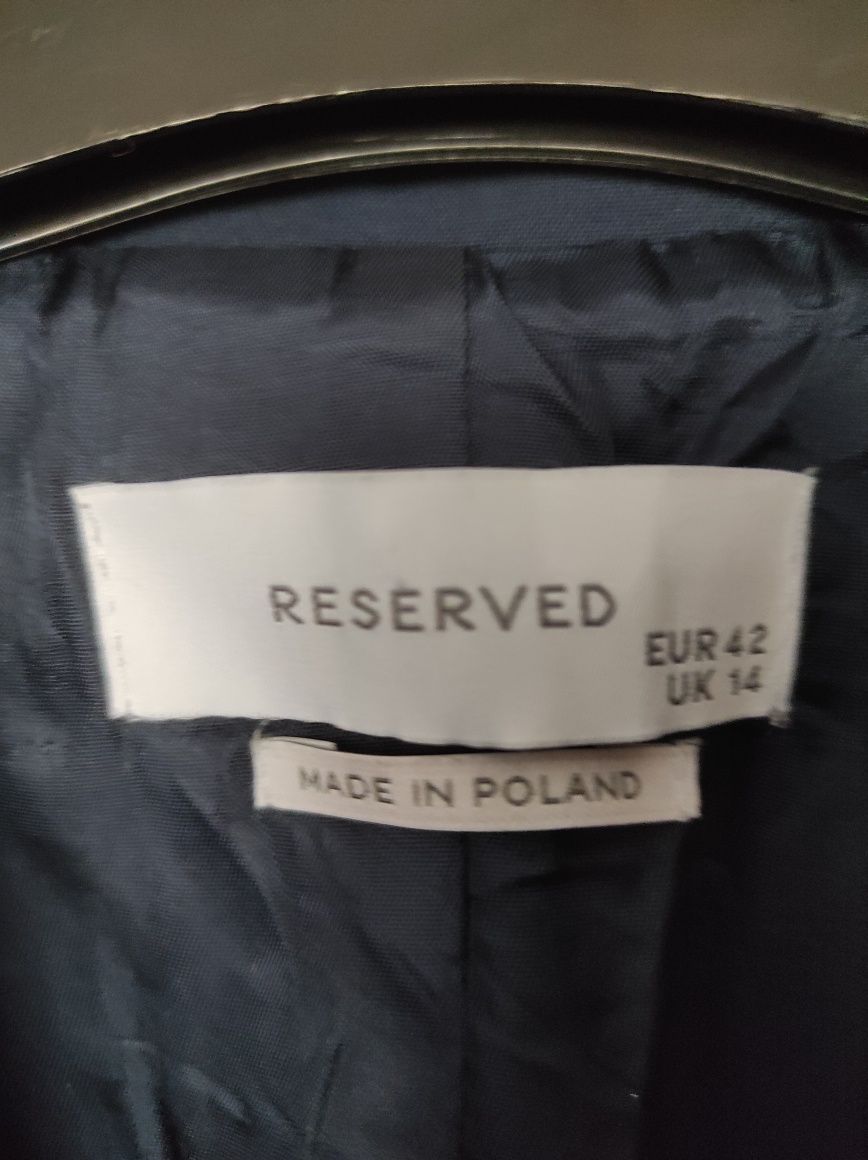 RESERVED
EUR 42
UK 14
MADE IN POLAND